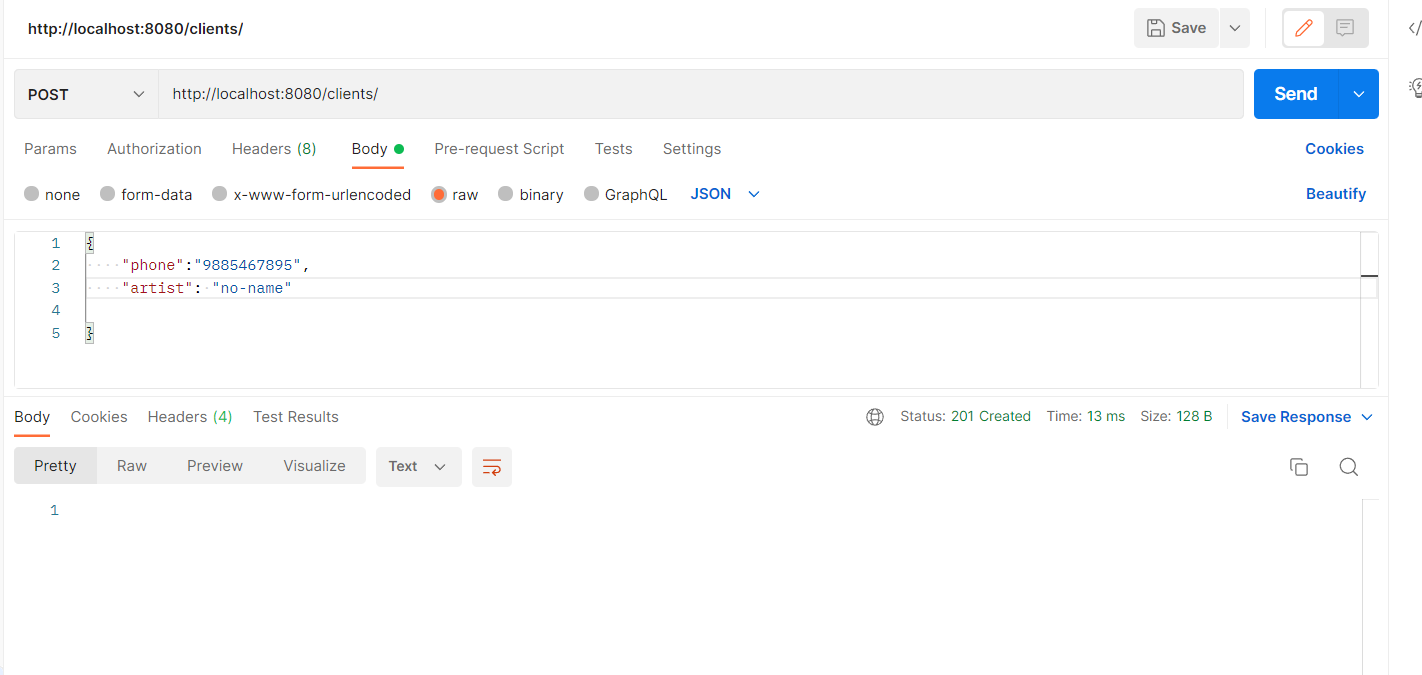 http://localhost:8080/clients/ Save
POST http://localhost:8080/clients/ Send
Params Authorization Headers (8) Body Pre-request Script Tests Settings Cookies
none form-data x-www-form-urlencoded raw binary GraphQL JSON Beautify
1 {
2 "phone":"9885467895",
3 "artist": "no-name"
4
5 }
Body Cookies Headers (4) Test Results Status: 201 Created Time: 13 ms Size: 128 B Save Response
Pretty Raw Preview Visualize Text
1